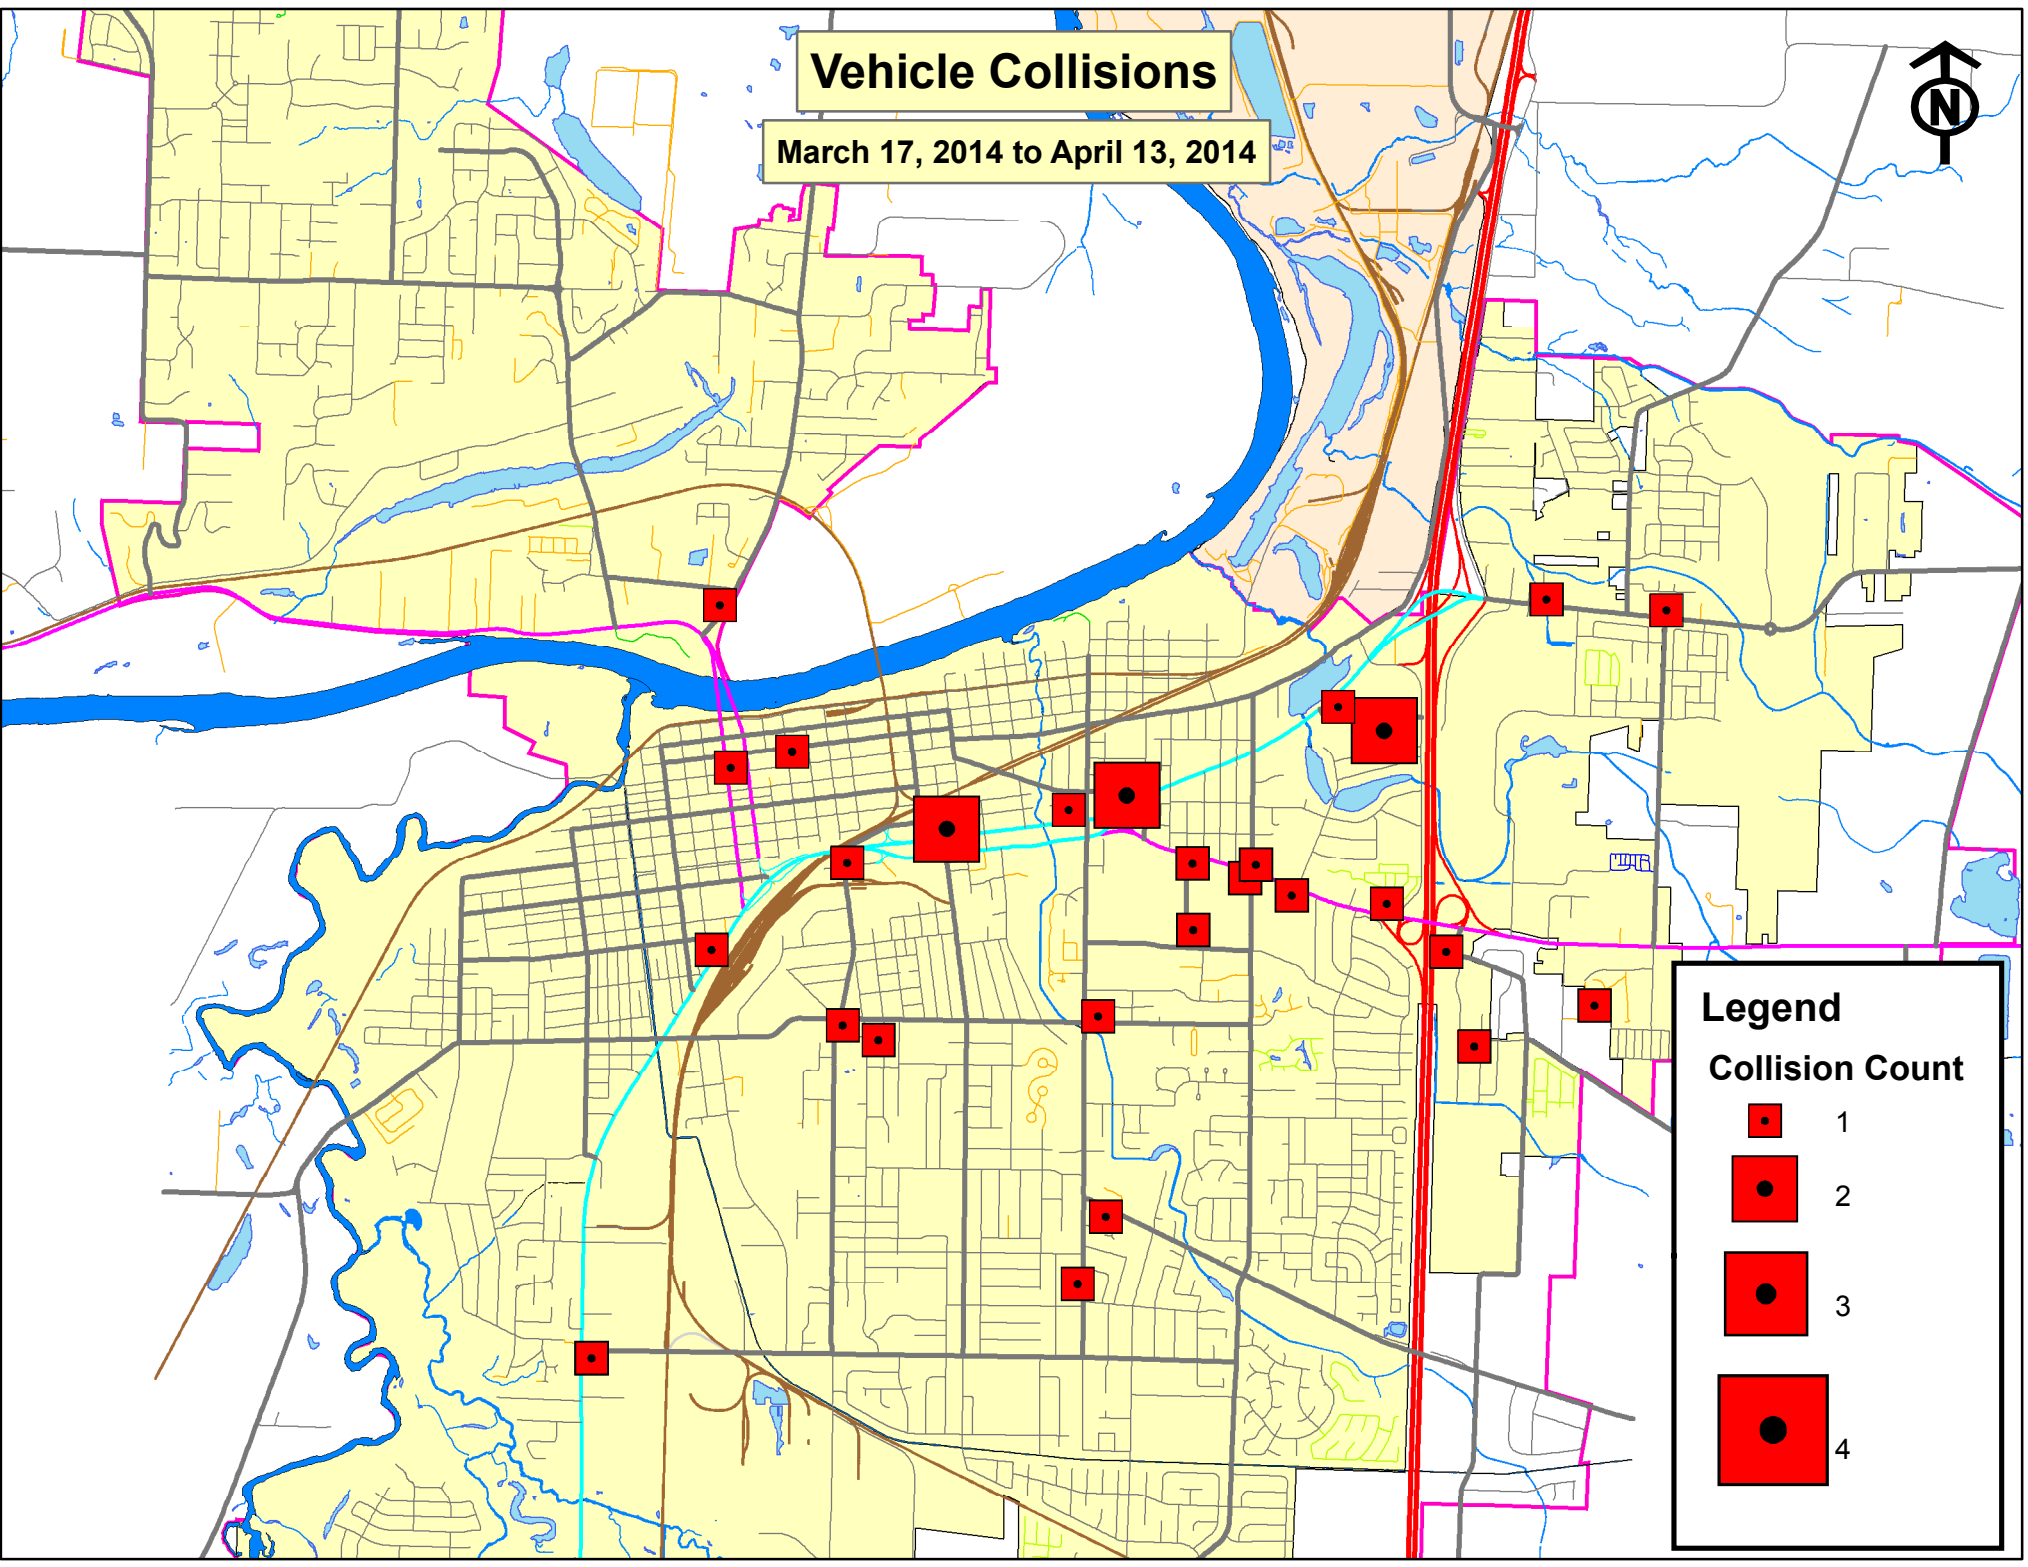 Vehicle Collisions
March 17, 2014 to April 13, 2014
N
Legend
Collision Count
1
2
3
4